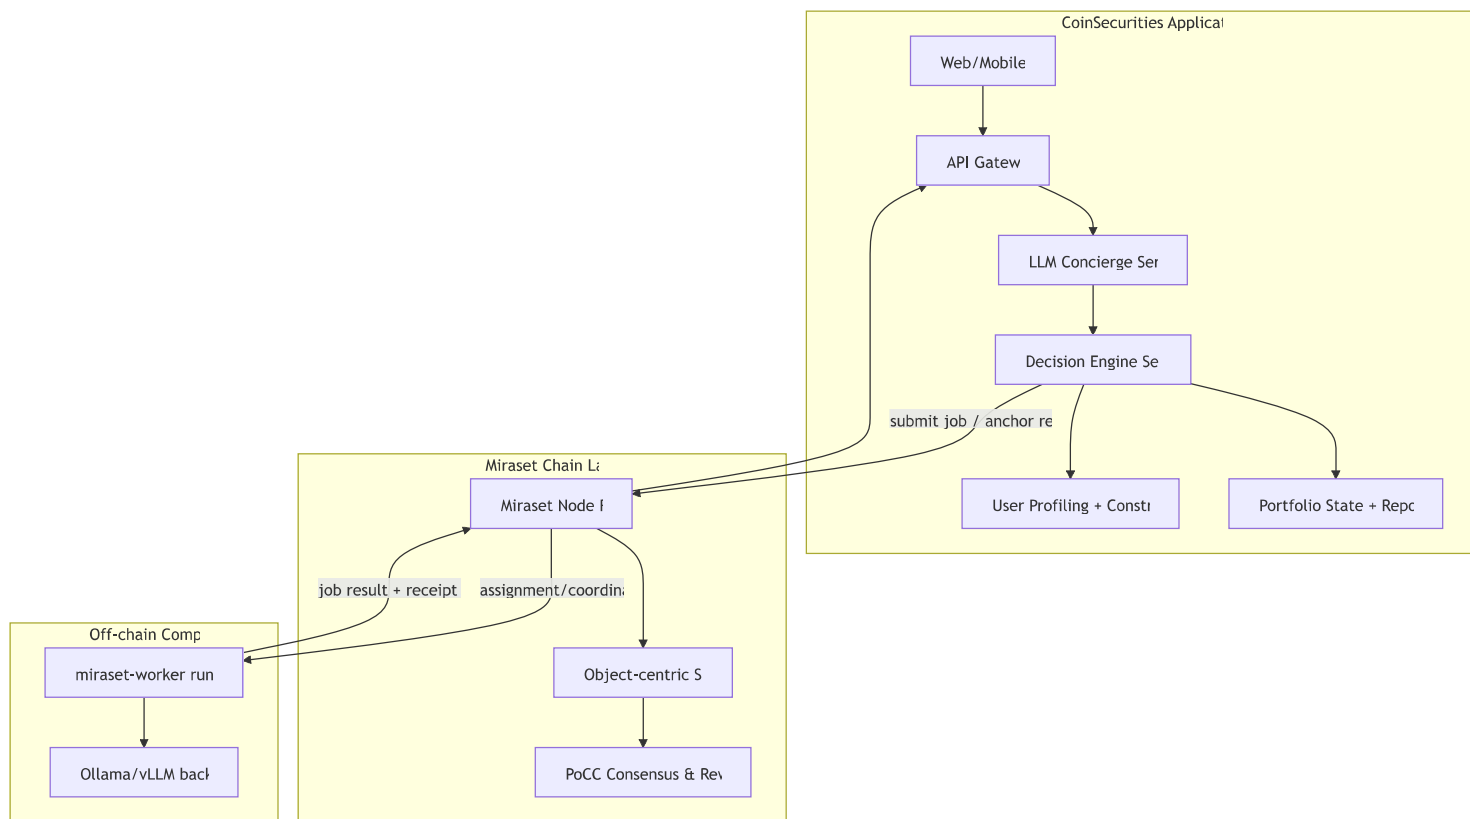 CoinSecurities Applicat
Web/Mobile
API Gatew
LLM Concierge Ser
Decision Engine Se
submit job / anchor re
User Profiling + Constr
Portfolio State + Repo
Miraset Chain La
Miraset Node R
job result + receipt
assignment/coordina
Off-chain Comp
miraset-worker run
Object-centric S
Ollama/vLLM back
PoCC Consensus & Rew